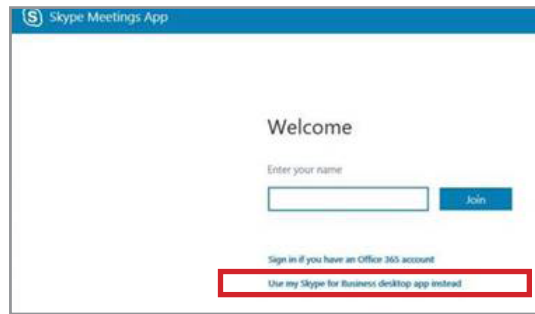 Skype Meetings App
Welcome
Enter your name
Join
Sign in if you have an Office 365 account
Use my Skype for Business desktop app instead